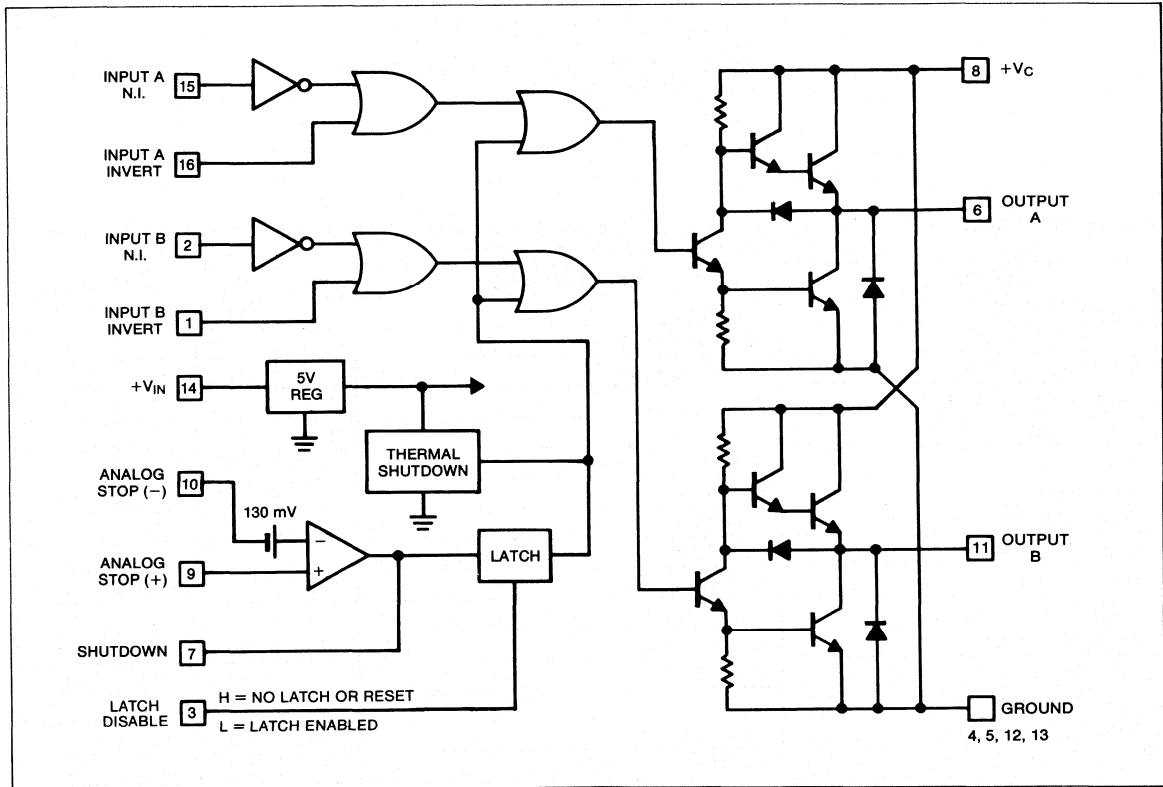 INPUT A
N.I.
15
16
INPUT A
INVERT
INPUT B
N.I.
2
INPUT B
INVERT
1
+VIN
14
5V
REG
THERMAL
SHUTDOWN
ANALOG
STOP (−)
10
130 mV
−
+
ANALOG
STOP (+)
9
LATCH
SHUTDOWN
7
LATCH
DISABLE
3
H = NO LATCH OR RESET
L = LATCH ENABLED
8
+VC
6
OUTPUT
A
11
OUTPUT
B
GROUND
4, 5, 12, 13